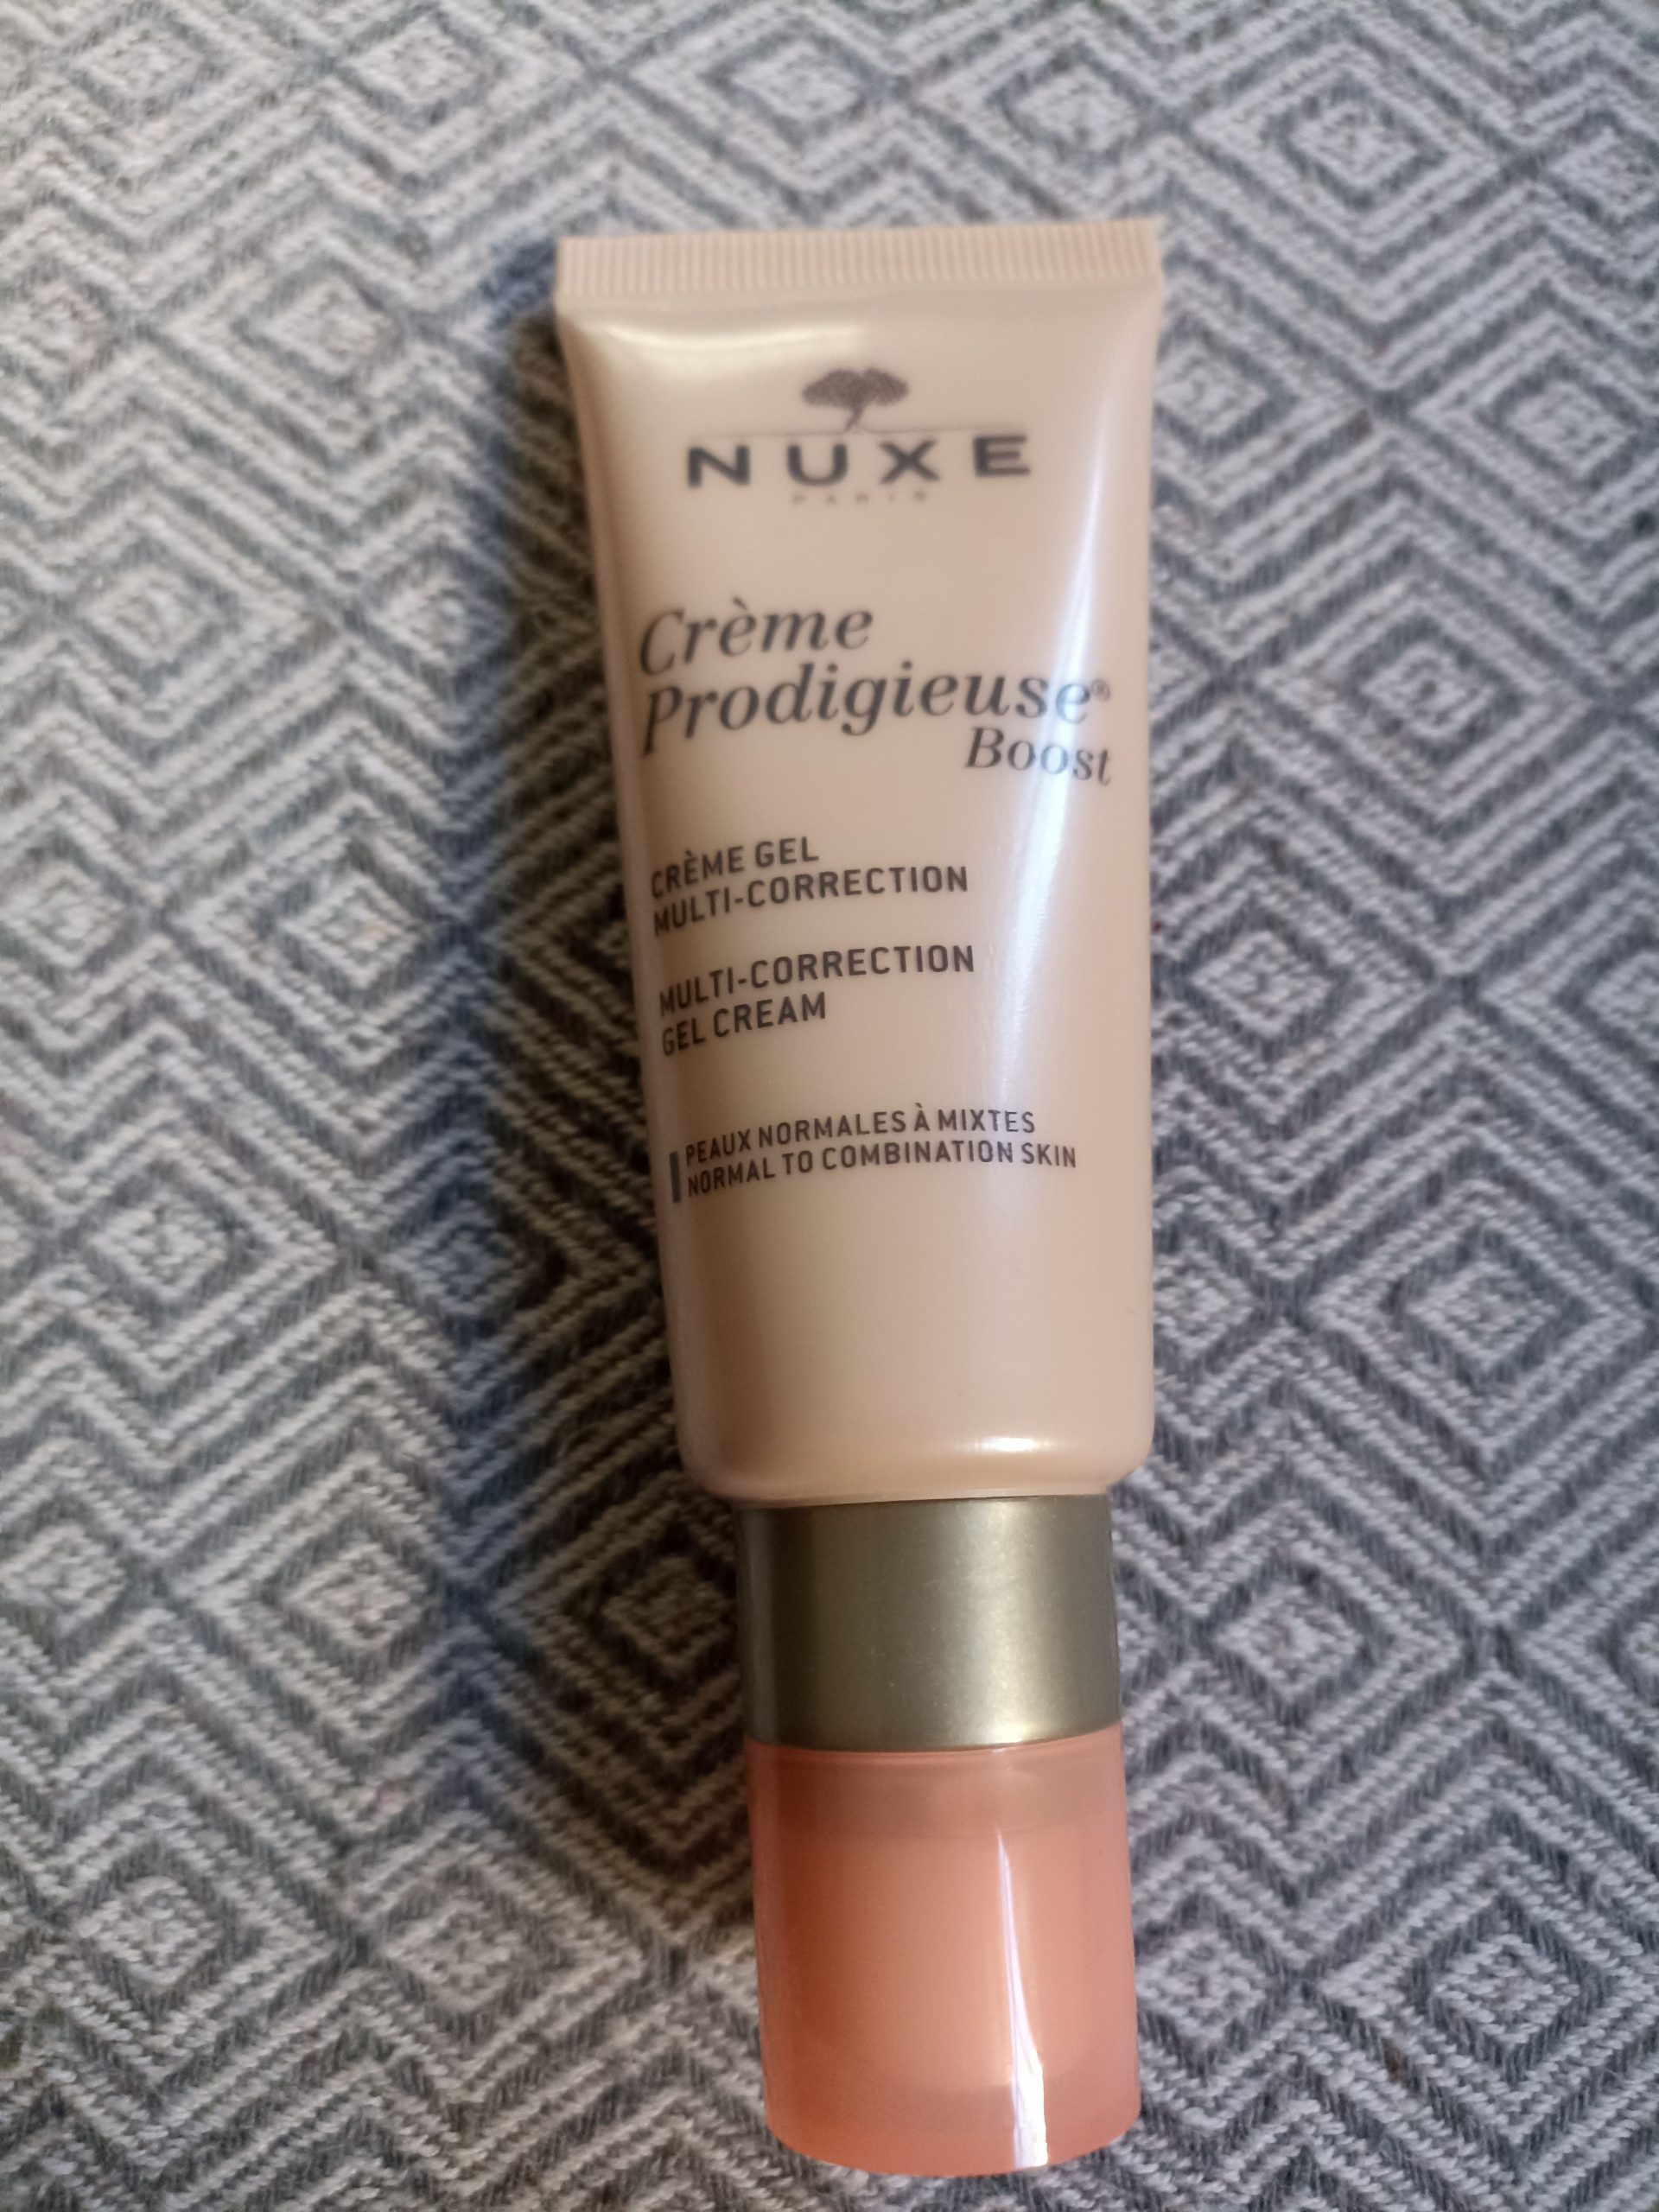 NUXE
PARIS
Crème
Prodigieuse®
Boost
CRÈME GEL
MULTI-CORRECTION
MULTI-CORRECTION
GEL CREAM
PEAUX NORMALES À MIXTES
NORMAL TO COMBINATION SKIN